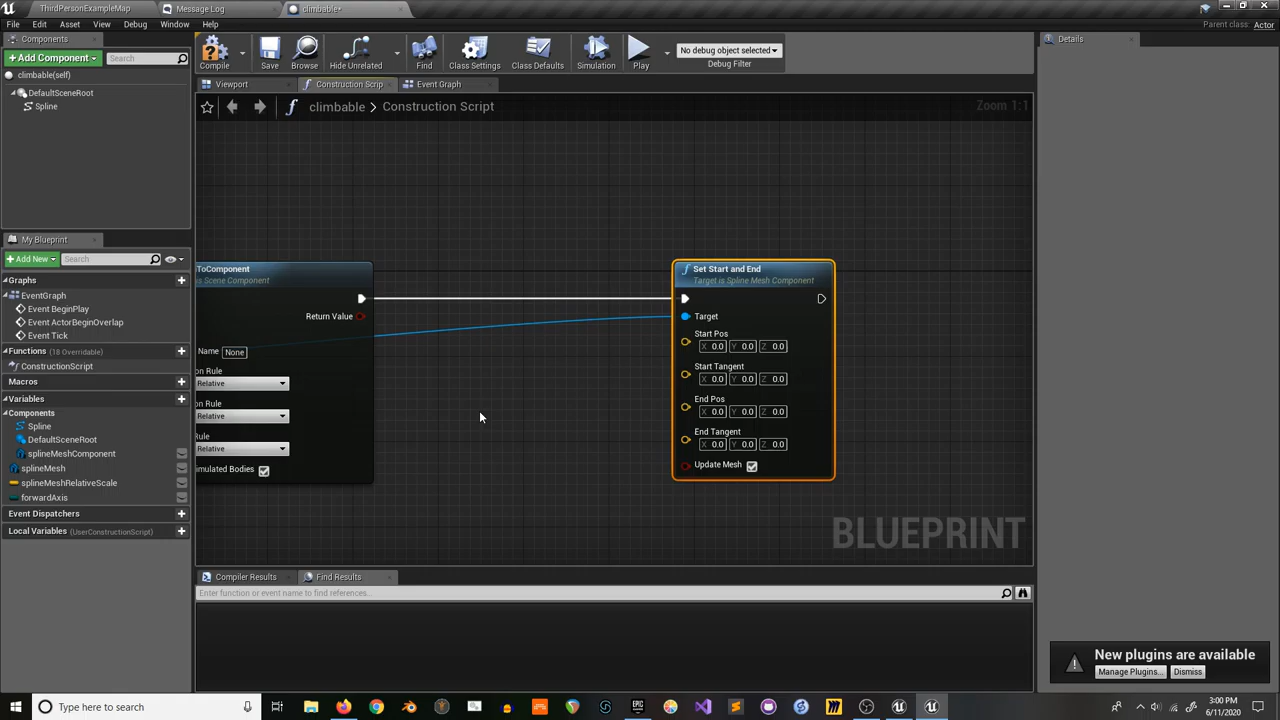 ThirdPersonExampleMap
Message Log
climbable*
File Edit Asset View Debug Window Help
Parent class: Actor
Components
+ Add Component
Search
climbable(self)
DefaultSceneRoot
Spline
Compile
Save
Browse
Hide Unrelated
Find
Class Settings
Class Defaults
Simulation
Play
No debug object selected
Debug Filter
Details
Viewport
Construction Scrip
Event Graph
climbable > Construction Script
Zoom 1:1
My Blueprint
+ Add New
Search
Graphs
EventGraph
Event BeginPlay
Event ActorBeginOverlap
Event Tick
Functions (18 Overridable)
ConstructionScript
Macros
Variables
Components
Spline
DefaultSceneRoot
splineMeshComponent
splineMesh
splineMeshRelativeScale
forwardAxis
Event Dispatchers
Local Variables (UserConstructionScript)
ToComponent
is Scene Component
Return Value
Name None
on Rule
Relative
on Rule
Relative
Rule
Relative
imulated Bodies
Set Start and End
Target is Spline Mesh Component
Target
Start Pos
X 0.0 Y 0.0 Z 0.0
Start Tangent
X 0.0 Y 0.0 Z 0.0
End Pos
X 0.0 Y 0.0 Z 0.0
End Tangent
X 0.0 Y 0.0 Z 0.0
Update Mesh
BLUEPRINT
Compiler Results
Find Results
Enter function or event name to find references...
New plugins are available
Manage Plugins...
Dismiss
Type here to search
EPIC
3:00 PM
6/11/2020